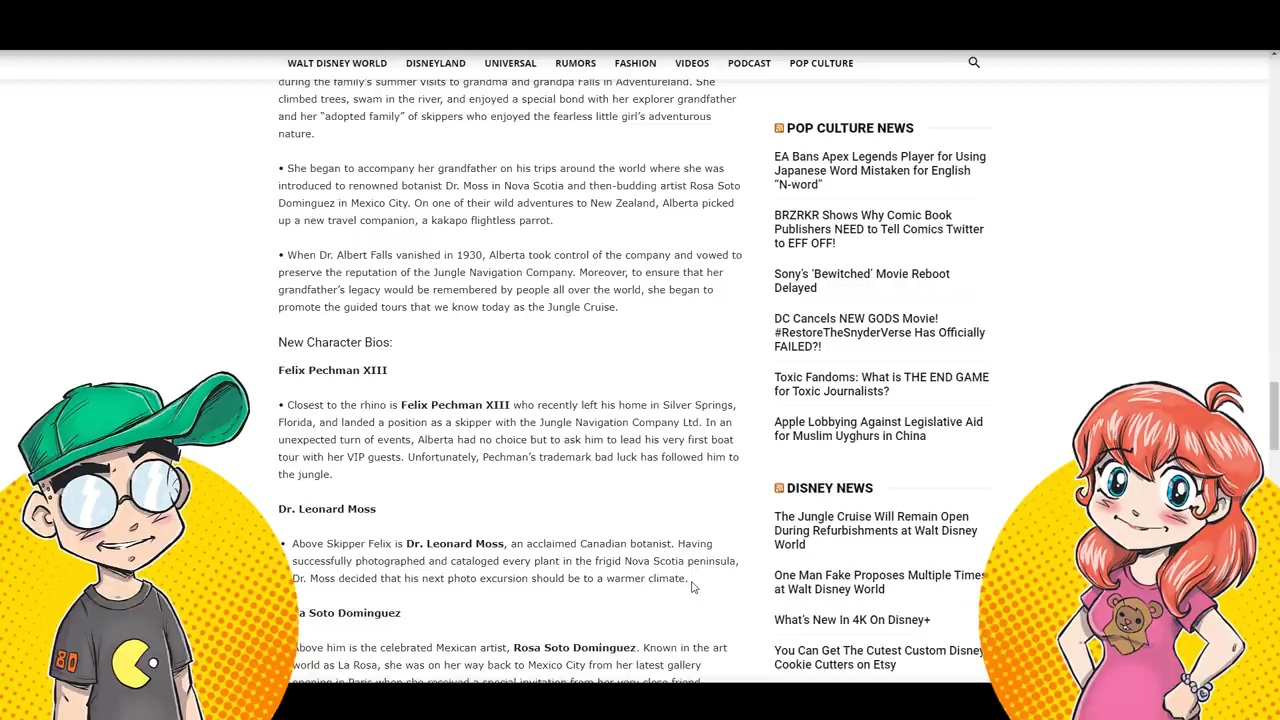 WALT DISNEY WORLD DISNEYLAND UNIVERSAL RUMORS FASHION VIDEOS PODCAST POP CULTURE
during the family's summer visits to grandma and grandpa Falls in Adventureland. She
climbed trees, swam in the river, and enjoyed a special bond with her explorer grandfather
and her “adopted family” of skippers who enjoyed the fearless little girl's adventurous
nature.
• She began to accompany her grandfather on his trips around the world where she was
introduced to renowned botanist Dr. Moss in Nova Scotia and then-budding artist Rosa Soto
Dominguez in Mexico City. On one of their wild adventures to New Zealand, Alberta picked
up a new travel companion, a kakapo flightless parrot.
• When Dr. Albert Falls vanished in 1930, Alberta took control of the company and vowed to
preserve the reputation of the Jungle Navigation Company. Moreover, to ensure that her
grandfather's legacy would be remembered by people all over the world, she began to
promote the guided tours that we know today as the Jungle Cruise.
New Character Bios:
Felix Pechman XIII
• Closest to the rhino is Felix Pechman XIII who recently left his home in Silver Springs,
Florida, and landed a position as a skipper with the Jungle Navigation Company Ltd. In an
unexpected turn of events, Alberta had no choice but to ask him to lead his very first boat
tour with her VIP guests. Unfortunately, Pechman's trademark bad luck has followed him to
the jungle.
Dr. Leonard Moss
• Above Skipper Felix is Dr. Leonard Moss, an acclaimed Canadian botanist. Having
successfully photographed and cataloged every plant in the frigid Nova Scotia peninsula,
Dr. Moss decided that his next photo excursion should be to a warmer climate.
a Soto Dominguez
Above him is the celebrated Mexican artist, Rosa Soto Dominguez. Known in the art
world as La Rosa, she was on her way back to Mexico City from her latest gallery
opening in Paris when she received a special invitation from her very close friend
POP CULTURE NEWS
EA Bans Apex Legends Player for Using
Japanese Word Mistaken for English
“N-word”
BRZRKR Shows Why Comic Book
Publishers NEED to Tell Comics Twitter
to EFF OFF!
Sony's ‘Bewitched’ Movie Reboot
Delayed
DC Cancels NEW GODS Movie!
#RestoreTheSnyderVerse Has Officially
FAILED?!
Toxic Fandoms: What is THE END GAME
for Toxic Journalists?
Apple Lobbying Against Legislative Aid
for Muslim Uyghurs in China
DISNEY NEWS
The Jungle Cruise Will Remain Open
During Refurbishments at Walt Disney
World
One Man Fake Proposes Multiple Times
at Walt Disney World
What's New In 4K On Disney+
You Can Get The Cutest Custom Disney
Cookie Cutters on Etsy
80